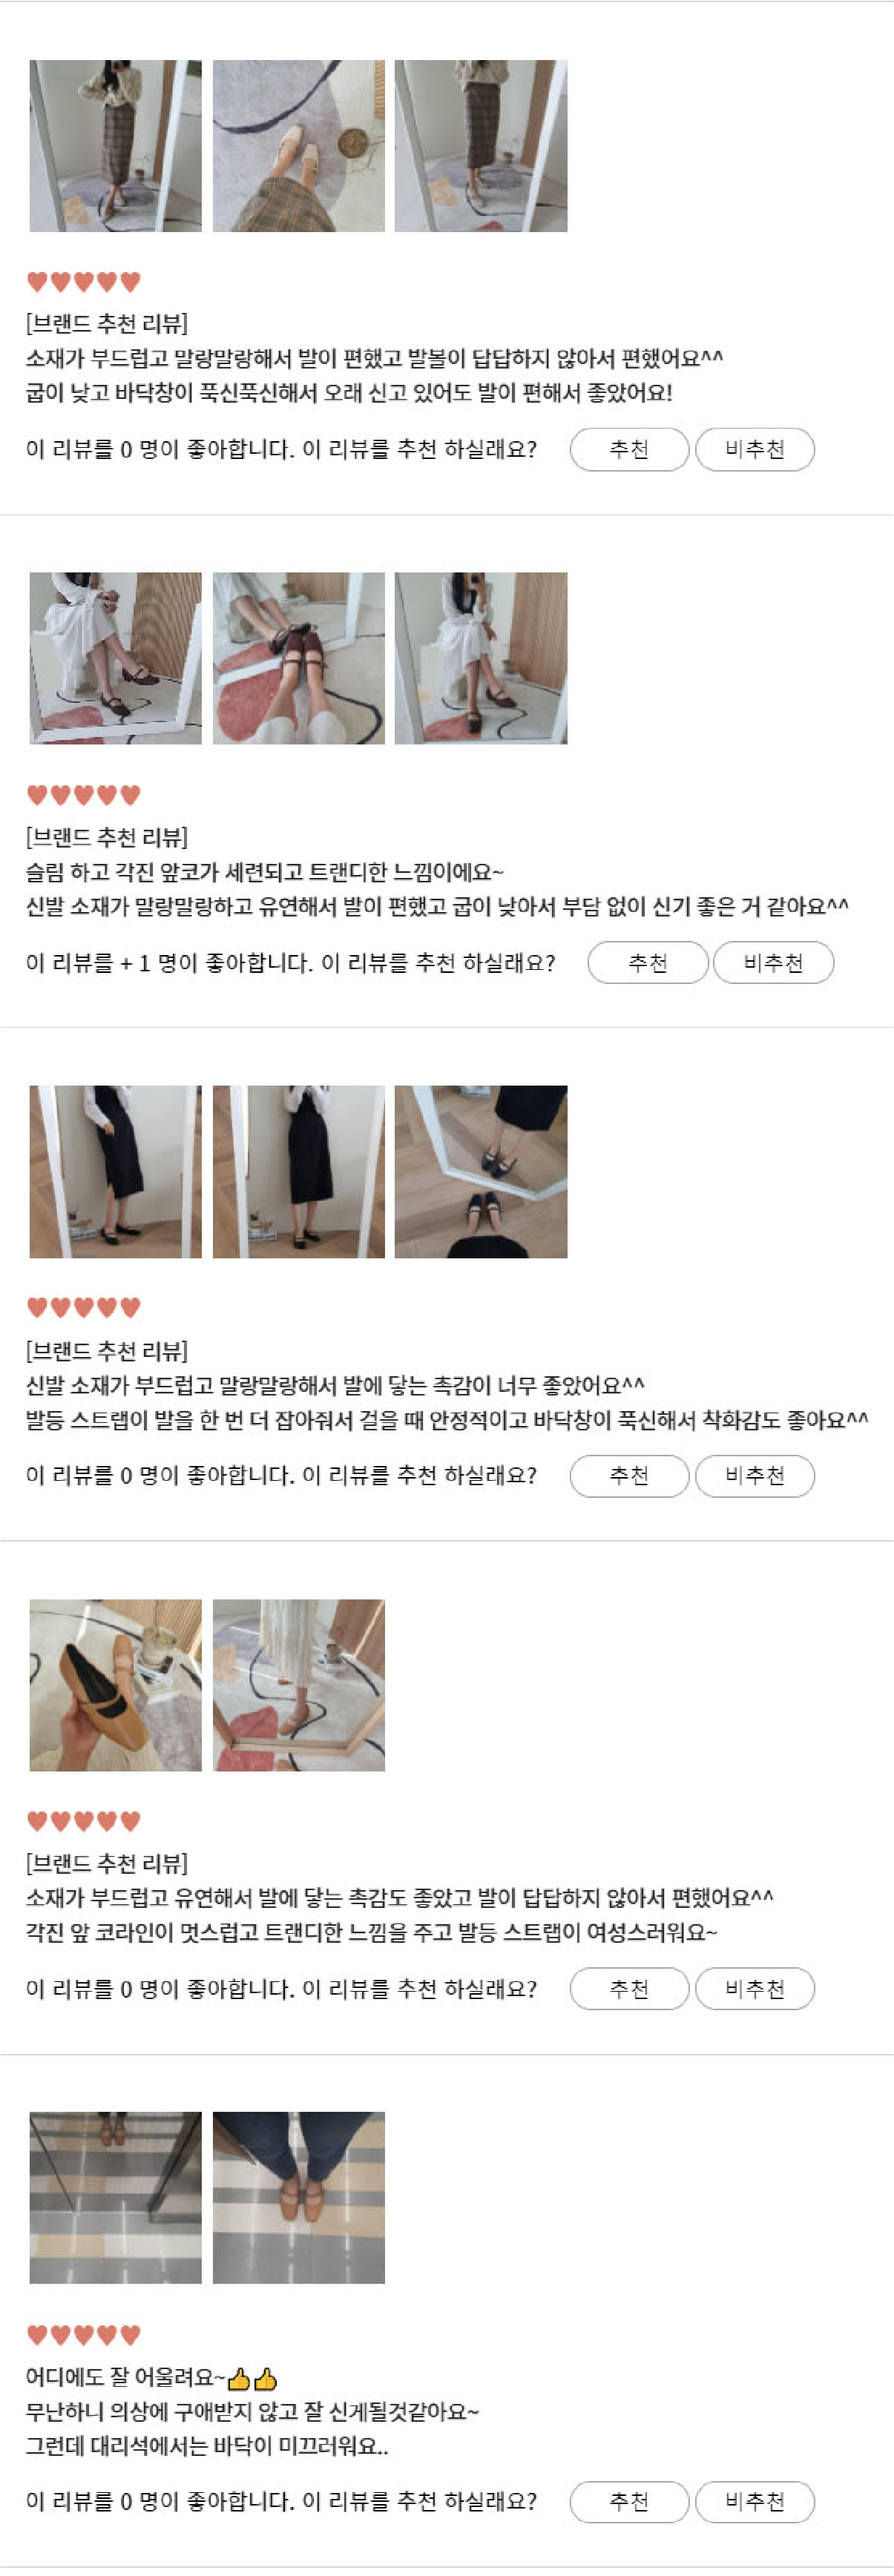 ♥♥♥♥♥
[브랜드 추천 리뷰]
소재가 부드럽고 말랑말랑해서 발이 편했고 발볼이 답답하지 않아서 편했어요^^
굽이 낮고 바닥창이 푹신푹신해서 오래 신고 있어도 발이 편해서 좋았어요!
이 리뷰를 0 명이 좋아합니다. 이 리뷰를 추천 하실래요? 추천 비추천
♥♥♥♥♥
[브랜드 추천 리뷰]
슬림 하고 각진 앞코가 세련되고 트랜디한 느낌이에요~
신발 소재가 말랑말랑하고 유연해서 발이 편했고 굽이 낮아서 부담 없이 신기 좋은 거 같아요^^
이 리뷰를 + 1 명이 좋아합니다. 이 리뷰를 추천 하실래요? 추천 비추천
♥♥♥♥♥
[브랜드 추천 리뷰]
신발 소재가 부드럽고 말랑말랑해서 발에 닿는 촉감이 너무 좋았어요^^
발등 스트랩이 발을 한 번 더 잡아줘서 걸을 때 안정적이고 바닥창이 푹신해서 착화감도 좋아요^^
이 리뷰를 0 명이 좋아합니다. 이 리뷰를 추천 하실래요? 추천 비추천
♥♥♥♥♥
[브랜드 추천 리뷰]
소재가 부드럽고 유연해서 발에 닿는 촉감도 좋았고 발이 답답하지 않아서 편했어요^^
각진 앞 코라인이 멋스럽고 트랜디한 느낌을 주고 발등 스트랩이 여성스러워요~
이 리뷰를 0 명이 좋아합니다. 이 리뷰를 추천 하실래요? 추천 비추천
♥♥♥♥♥
어디에도 잘 어울려요~👍👍
무난하니 의상에 구애받지 않고 잘 신게될것같아요~
그런데 대리석에서는 바닥이 미끄러워요..
이 리뷰를 0 명이 좋아합니다. 이 리뷰를 추천 하실래요? 추천 비추천